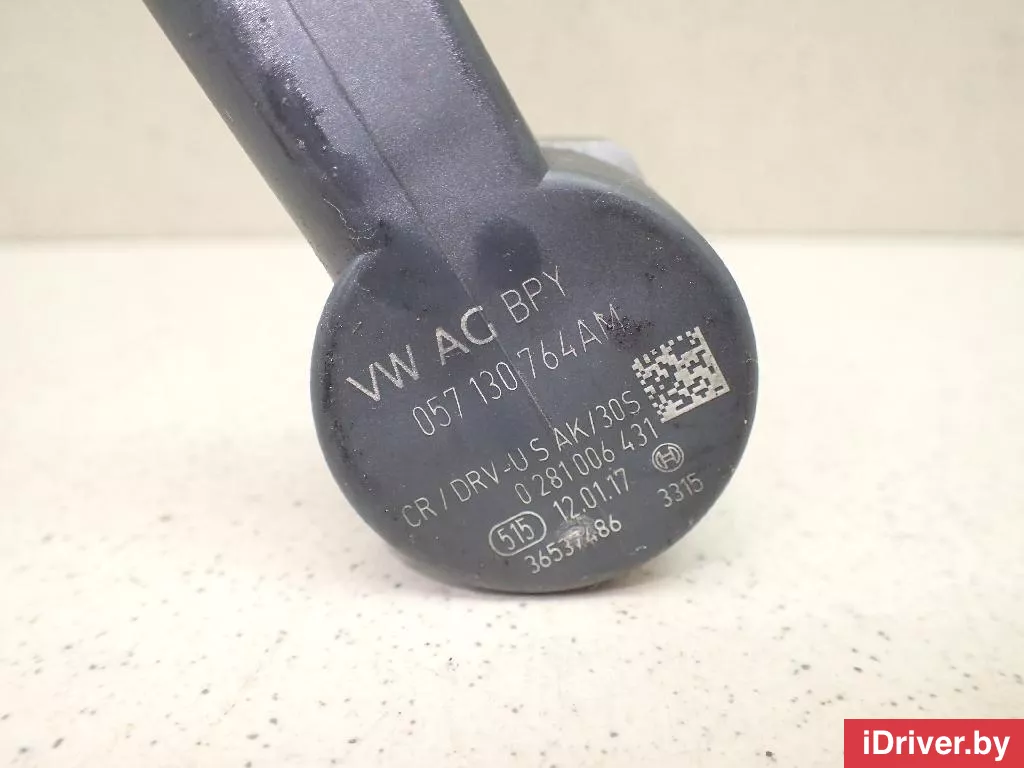 VW AG BPY
057 130 764AM
CR/DRV-U S AK/30S
0 281 006 431
515 12.01.17
36537486 3315
iDriver.by